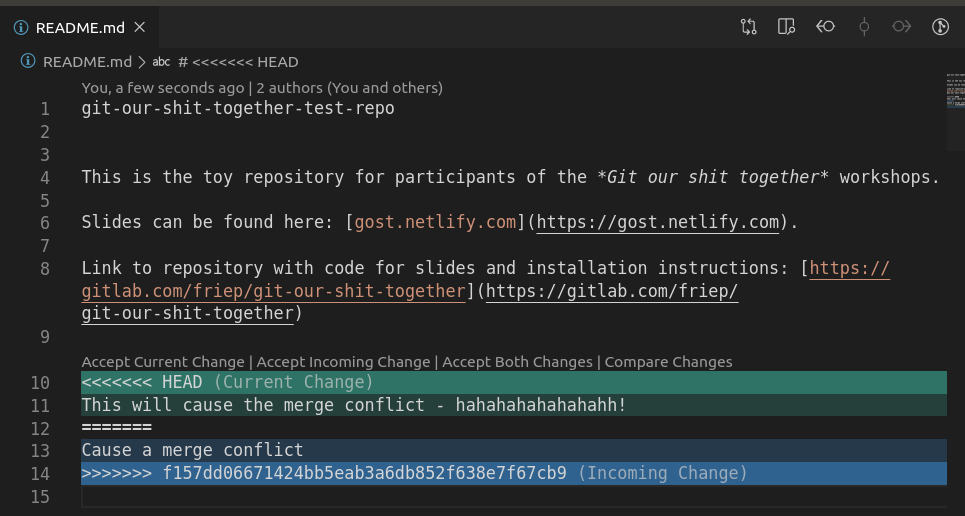 README.md
README.md > abc # <<<<<<< HEAD
You, a few seconds ago | 2 authors (You and others)
1 git-our-shit-together-test-repo
2
3
4 This is the toy repository for participants of the *Git our shit together* workshops.
5
6 Slides can be found here: [gost.netlify.com](https://gost.netlify.com).
7
8 Link to repository with code for slides and installation instructions: [https://
gitlab.com/friep/git-our-shit-together](https://gitlab.com/friep/
git-our-shit-together)
9
Accept Current Change | Accept Incoming Change | Accept Both Changes | Compare Changes
10 <<<<<<< HEAD (Current Change)
11 This will cause the merge conflict - hahahahahahahahh!
12 =======
13 Cause a merge conflict
14 >>>>>>> f157dd06671424bb5eab3a6db852f638e7f67cb9 (Incoming Change)
15